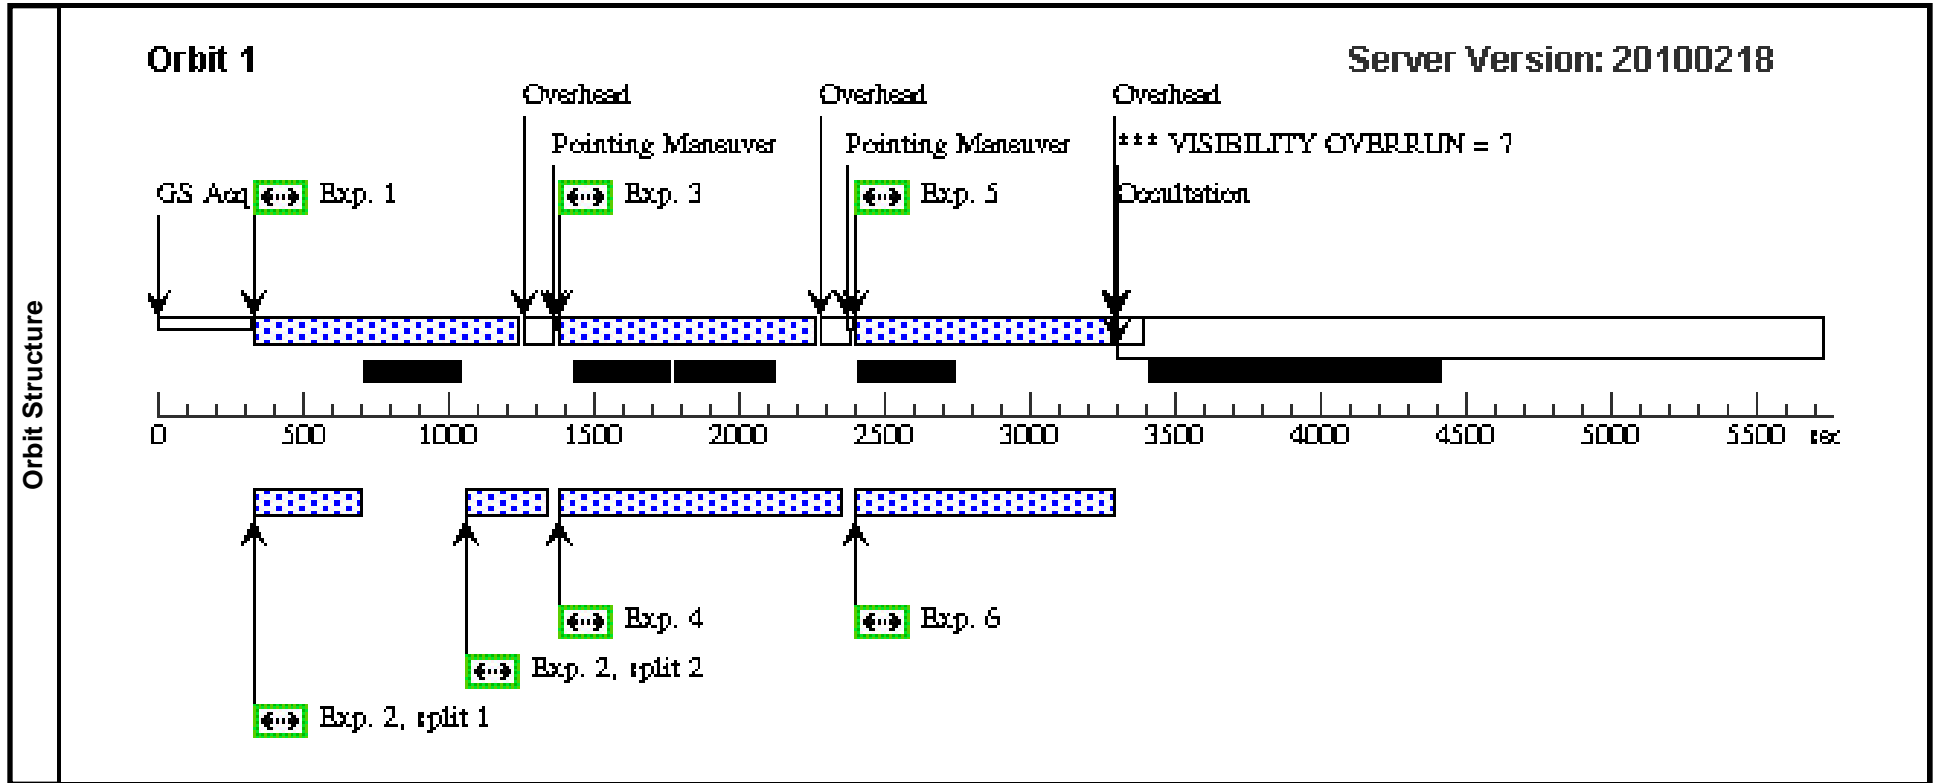 Orbit Structure
Orbit 1
Server Version: 20100218
Overhead
Overhead
Overhead
Pointing Maneuver
Pointing Maneuver
*** VISIBILITY OVERRUN = 7
GS Acq
Exp. 1
Exp. 3
Exp. 5
Occultation
0 500 1000 1500 2000 2500 3000 3500 4000 4500 5000 5500 sec
Exp. 4
Exp. 6
Exp. 2, split 2
Exp. 2, split 1